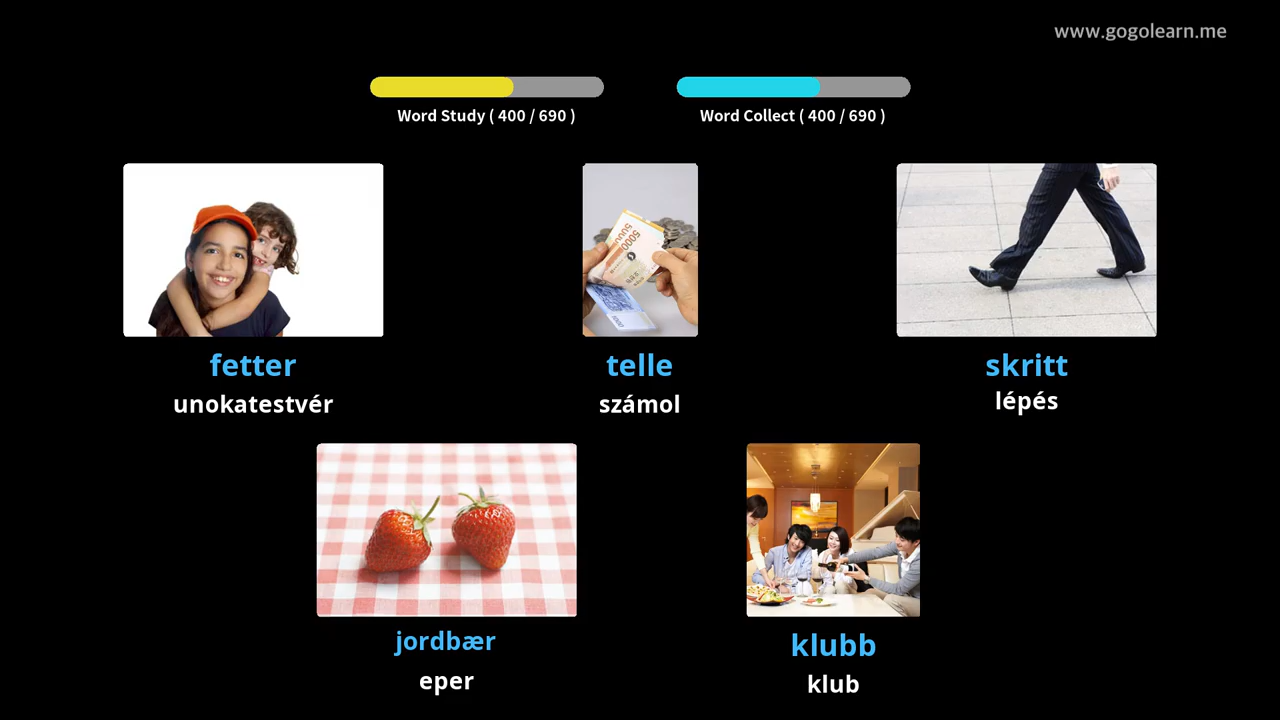 www.gogolearn.me
Word Study ( 400 / 690 )
Word Collect ( 400 / 690 )
fetter
unokatestvér
telle
számol
skritt
lépés
jordbær
eper
klubb
klub